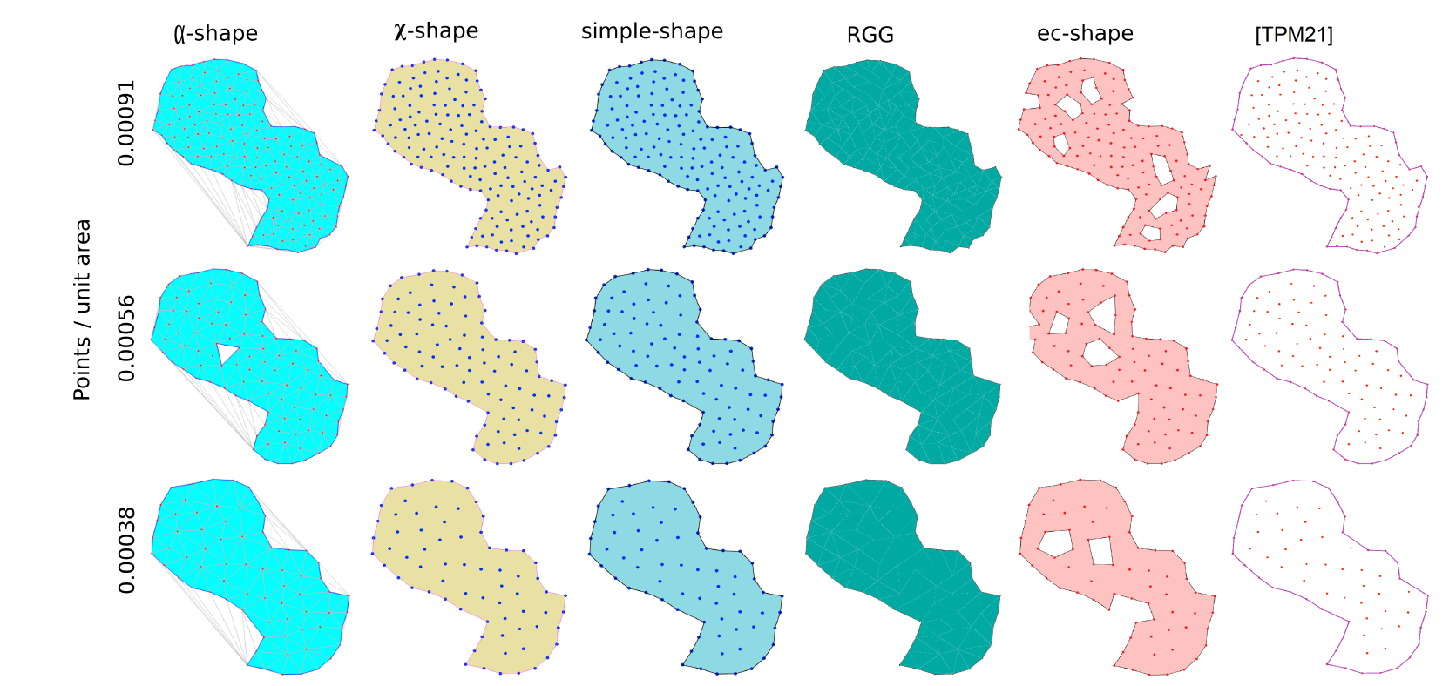 α-shape
χ-shape
simple-shape
RGG
ec-shape
[TPM21]
Points / unit area
0.00091
0.00056
0.00038